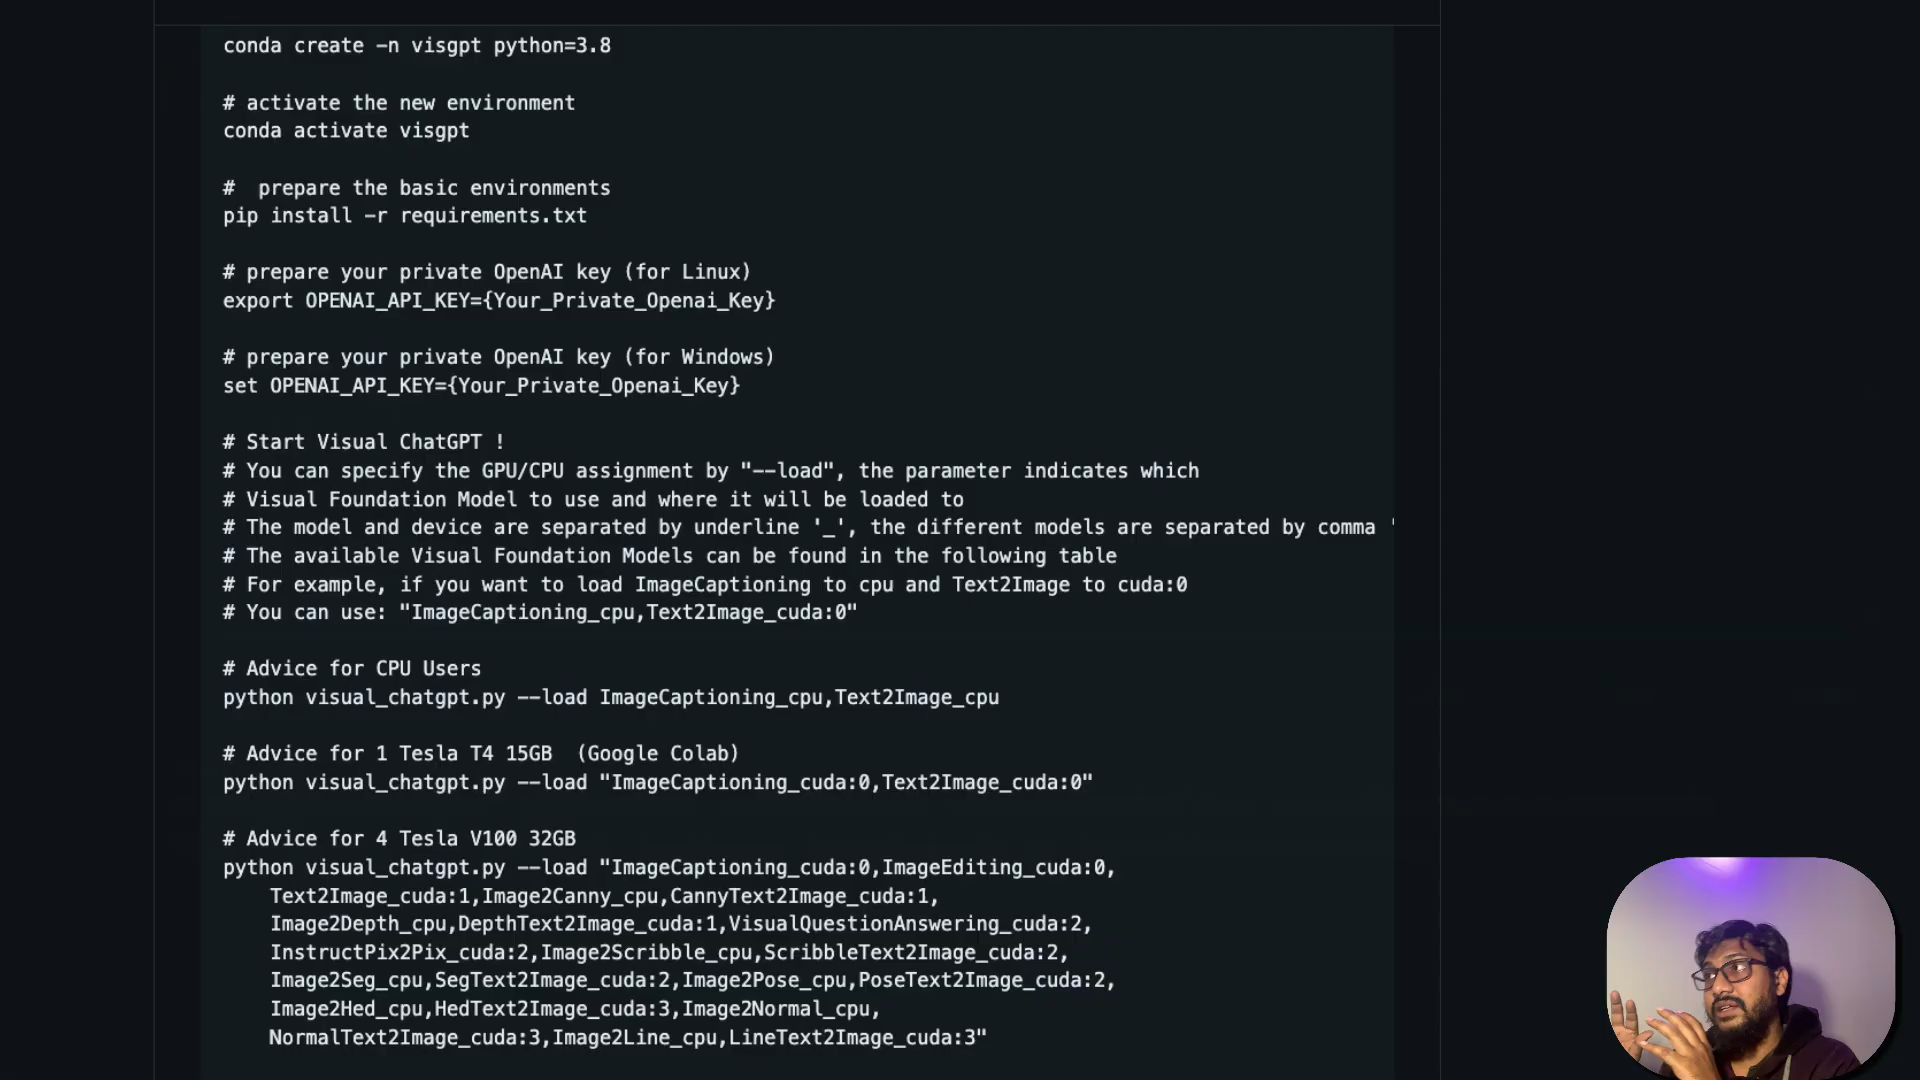 conda create -n visgpt python=3.8
# activate the new environment
conda activate visgpt
#  prepare the basic environments
pip install -r requirements.txt
# prepare your private OpenAI key (for Linux)
export OPENAI_API_KEY={Your_Private_Openai_Key}
# prepare your private OpenAI key (for Windows)
set OPENAI_API_KEY={Your_Private_Openai_Key}
# Start Visual ChatGPT !
# You can specify the GPU/CPU assignment by "--load", the parameter indicates which
# Visual Foundation Model to use and where it will be loaded to
# The model and device are separated by underline '_', the different models are separated by comma '
# The available Visual Foundation Models can be found in the following table
# For example, if you want to load ImageCaptioning to cpu and Text2Image to cuda:0
# You can use: "ImageCaptioning_cpu,Text2Image_cuda:0"
# Advice for CPU Users
python visual_chatgpt.py --load ImageCaptioning_cpu,Text2Image_cpu
# Advice for 1 Tesla T4 15GB  (Google Colab)
python visual_chatgpt.py --load "ImageCaptioning_cuda:0,Text2Image_cuda:0"
# Advice for 4 Tesla V100 32GB
python visual_chatgpt.py --load "ImageCaptioning_cuda:0,ImageEditing_cuda:0,
Text2Image_cuda:1,Image2Canny_cpu,CannyText2Image_cuda:1,
Image2Depth_cpu,DepthText2Image_cuda:1,VisualQuestionAnswering_cuda:2,
InstructPix2Pix_cuda:2,Image2Scribble_cpu,ScribbleText2Image_cuda:2,
Image2Seg_cpu,SegText2Image_cuda:2,Image2Pose_cpu,PoseText2Image_cuda:2,
Image2Hed_cpu,HedText2Image_cuda:3,Image2Normal_cpu,
NormalText2Image_cuda:3,Image2Line_cpu,LineText2Image_cuda:3"